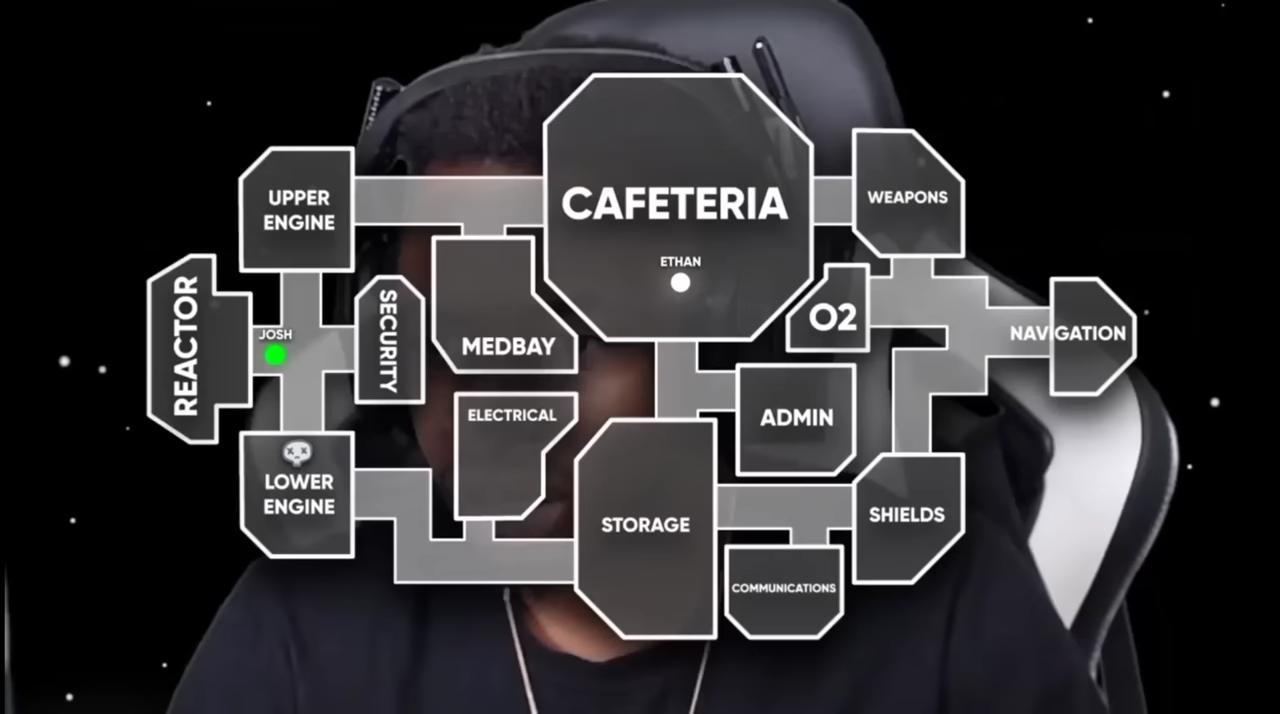 CAFETERIA
UPPER
ENGINE
WEAPONS
ETHAN
REACTOR
SECURITY
JOSH
MEDBAY
O2
NAVIGATION
ELECTRICAL
ADMIN
LOWER
ENGINE
STORAGE
SHIELDS
COMMUNICATIONS